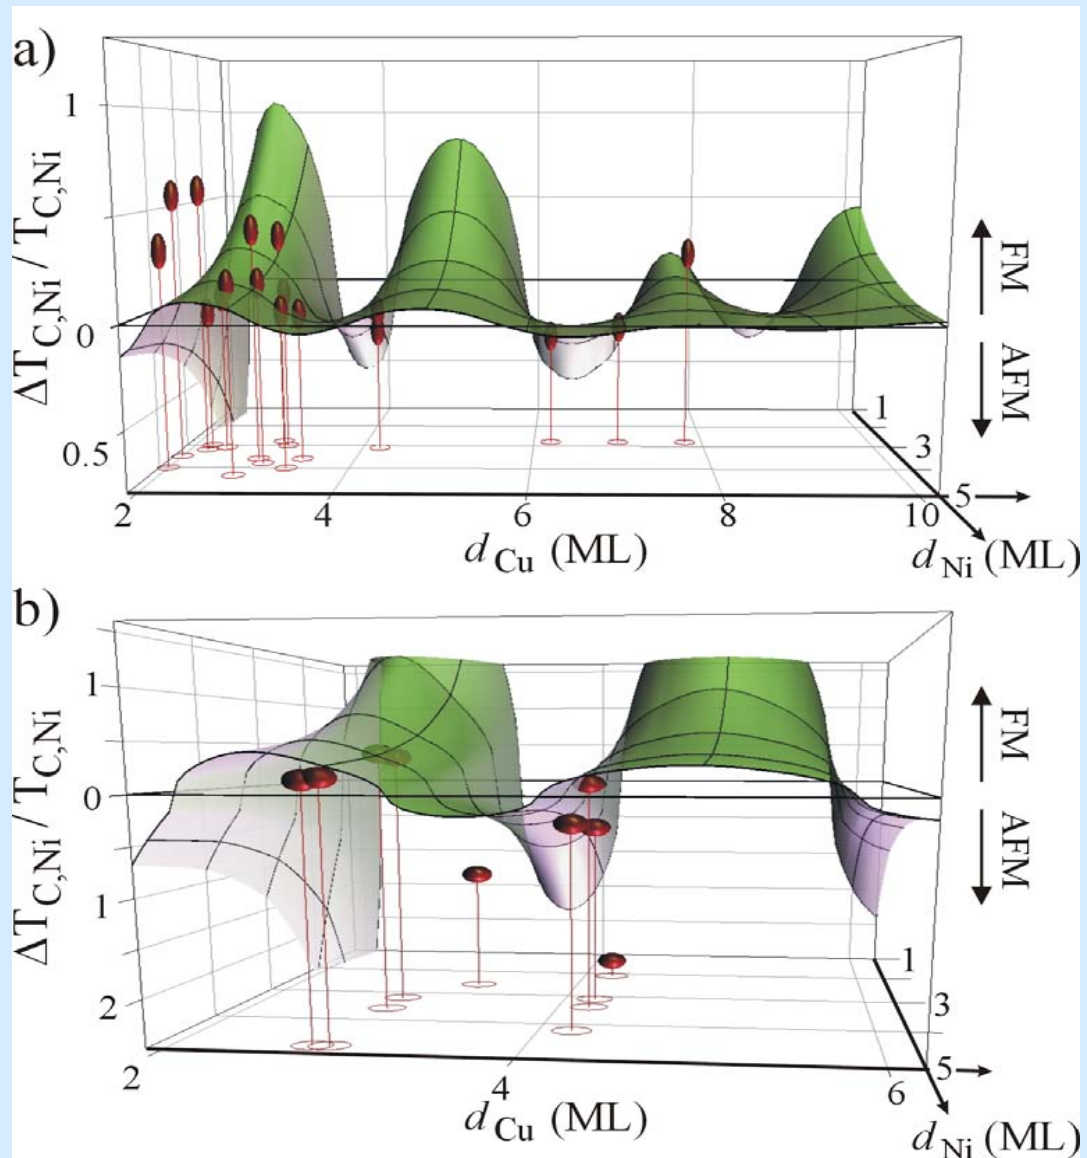 a)
1
0
0.5
ΔT_C,Ni / T_C,Ni
FM
AFM
1
3
5
2 4 6 8 10
d_Cu (ML)
d_Ni (ML)
b)
1
0
1
2
ΔT_C,Ni / T_C,Ni
FM
AFM
1
3
5
2 4 6
d_Cu (ML)
d_Ni (ML)